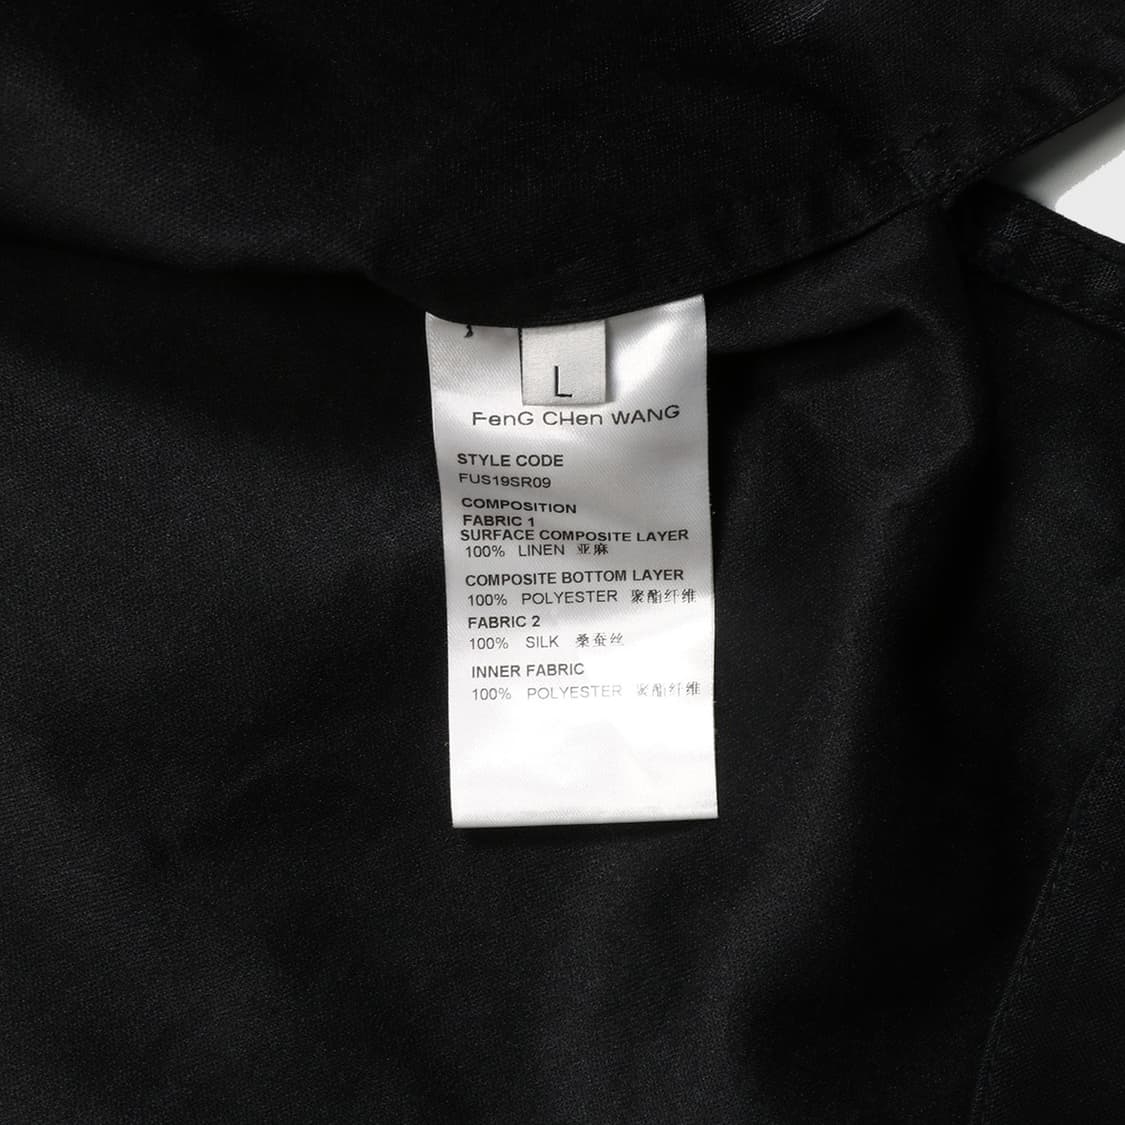 L
FenG CHen WANG
STYLE CODE
FUS19SR09
COMPOSITION
FABRIC 1
SURFACE COMPOSITE LAYER
100% LINEN 亚麻
COMPOSITE BOTTOM LAYER
100% POLYESTER 聚酯纤维
FABRIC 2
100% SILK 桑蚕丝
INNER FABRIC
100% POLYESTER 聚酯纤维